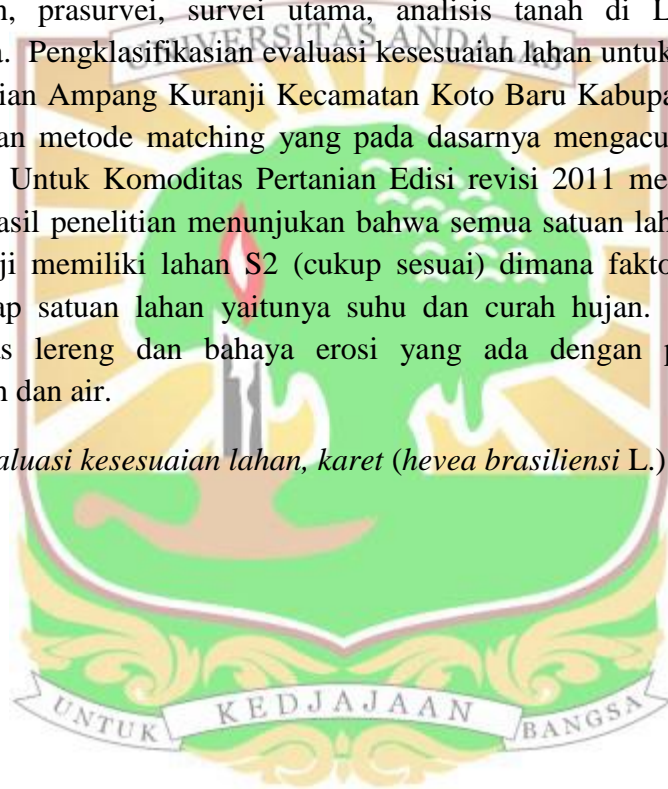 n, prasurvei, survei utama, analisis tanah di L
a. Pengklasifikasian evaluasi kesesuaian lahan untuk
UNIVERSITAS ANDALAS
ian Ampang Kuranji Kecamatan Koto Baru Kabupa
an metode matching yang pada dasarnya mengacu
Untuk Komoditas Pertanian Edisi revisi 2011 me
asil penelitian menunjukan bahwa semua satuan lah
ji memiliki lahan S2 (cukup sesuai) dimana fakto
ap satuan lahan yaitunya suhu dan curah hujan.
s lereng dan bahaya erosi yang ada dengan p
n dan air.
aluasi kesesuaian lahan, karet (hevea brasiliensi L.)
UNTUK KEDJAJAAN BANGSA